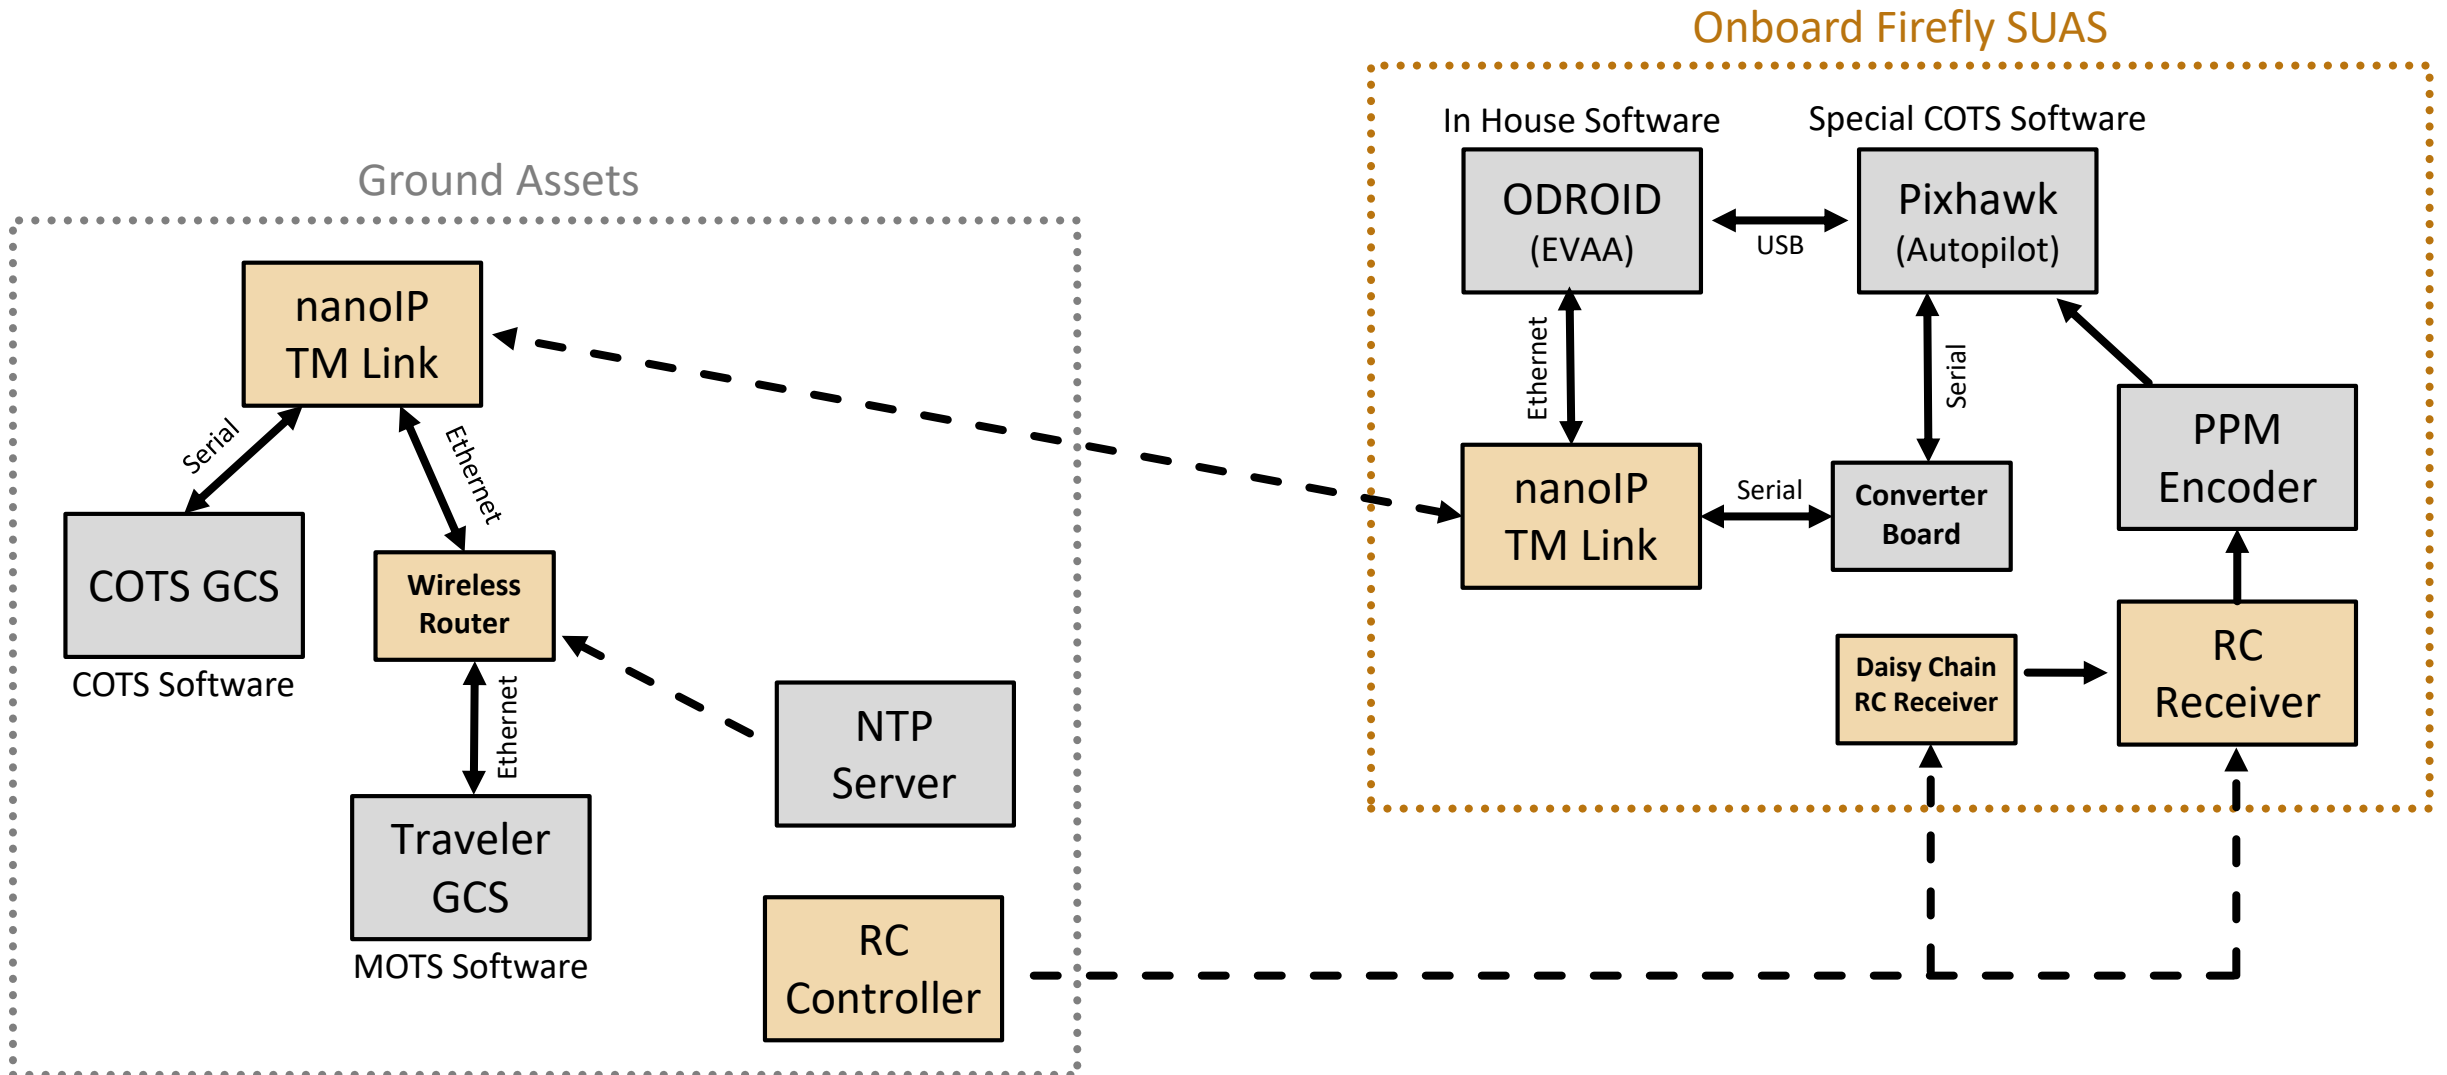 Onboard Firefly SUAS
In House Software
Special COTS Software
ODROID
(EVAA)
USB
Pixhawk
(Autopilot)
Ethernet
Serial
nanoIP
TM Link
Serial
Converter
Board
PPM
Encoder
Daisy Chain
RC Receiver
RC
Receiver
Ground Assets
nanoIP
TM Link
Serial
Ethernet
COTS GCS
COTS Software
Wireless
Router
Ethernet
NTP
Server
Traveler
GCS
MOTS Software
RC
Controller